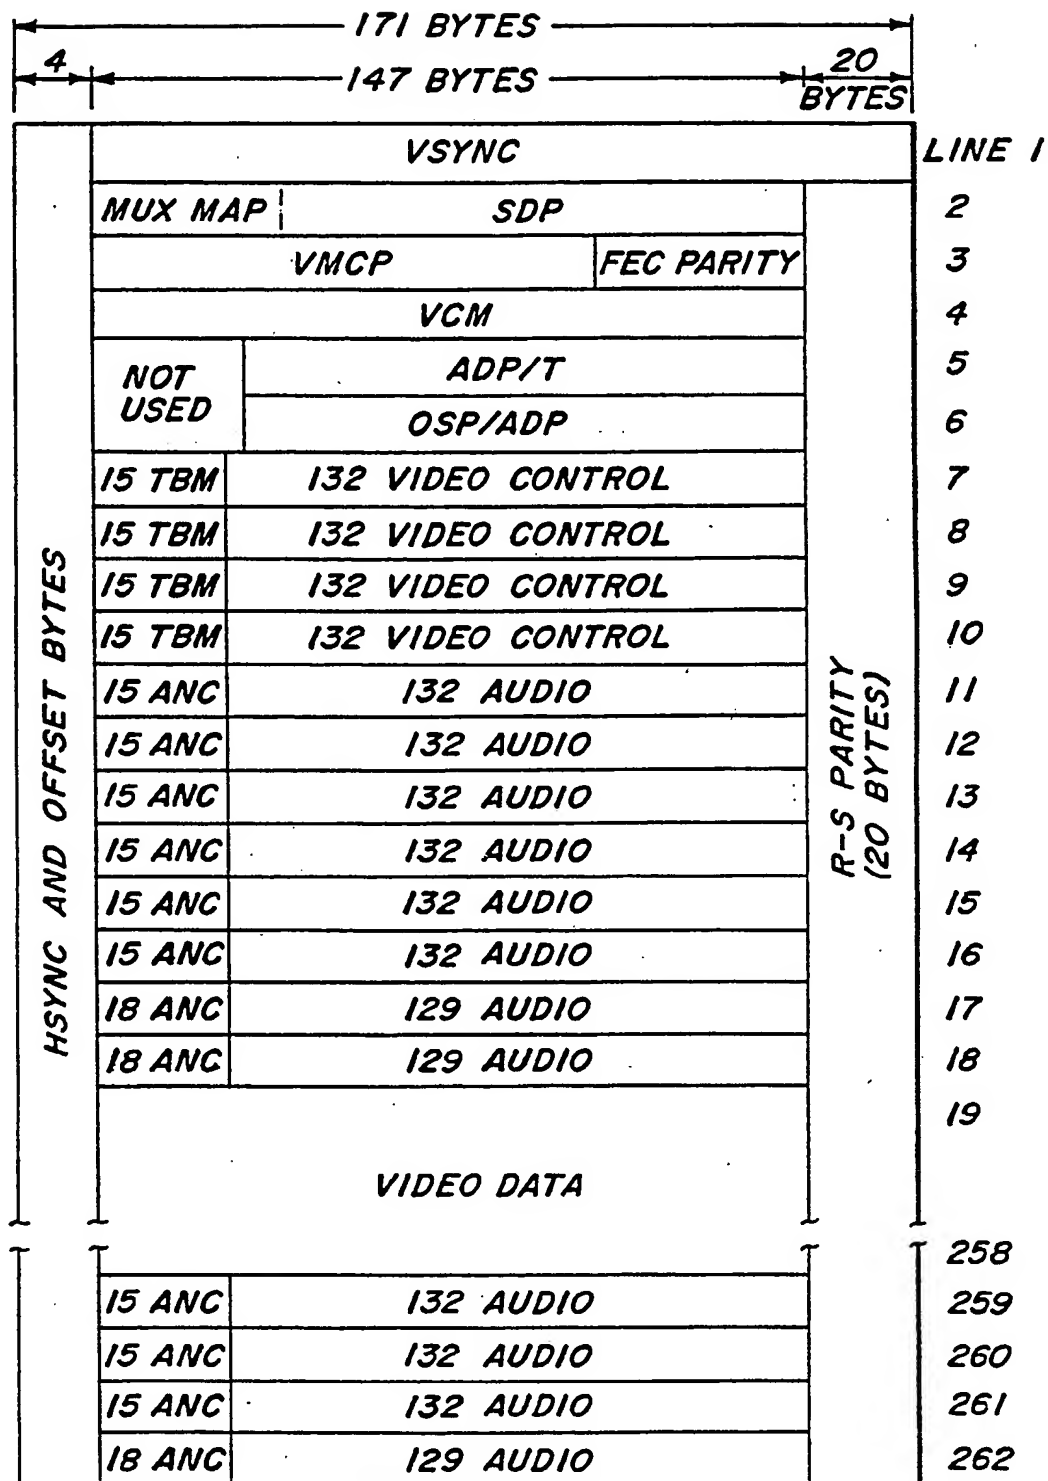 171 BYTES
4 147 BYTES 20 BYTES
VSYNC LINE 1
MUX MAP SDP 2
VMCP FEC PARITY 3
VCM 4
NOT USED
ADP/T 5
OSP/ADP 6
15 TBM 132 VIDEO CONTROL 7
15 TBM 132 VIDEO CONTROL 8
15 TBM 132 VIDEO CONTROL 9
15 TBM 132 VIDEO CONTROL 10
15 ANC 132 AUDIO 11
15 ANC 132 AUDIO 12
15 ANC 132 AUDIO 13
15 ANC 132 AUDIO 14
15 ANC 132 AUDIO 15
15 ANC 132 AUDIO 16
18 ANC 129 AUDIO 17
18 ANC 129 AUDIO 18
19
VIDEO DATA
258
15 ANC 132 AUDIO 259
15 ANC 132 AUDIO 260
15 ANC 132 AUDIO 261
18 ANC 129 AUDIO 262
HSYNC AND OFFSET BYTES
R-S PARITY
(20 BYTES)